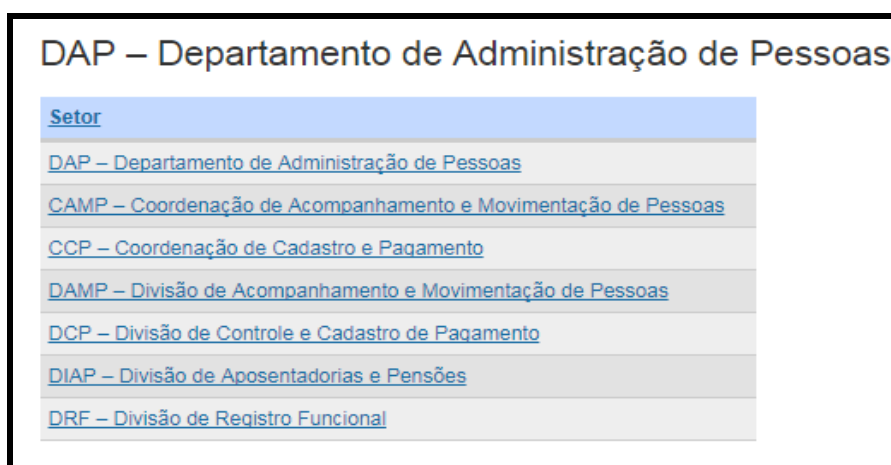 DAP – Departamento de Administração de Pessoas
Setor
DAP – Departamento de Administração de Pessoas
CAMP – Coordenação de Acompanhamento e Movimentação de Pessoas
CCP – Coordenação de Cadastro e Pagamento
DAMP – Divisão de Acompanhamento e Movimentação de Pessoas
DCP – Divisão de Controle e Cadastro de Pagamento
DIAP – Divisão de Aposentadorias e Pensões
DRF – Divisão de Registro Funcional